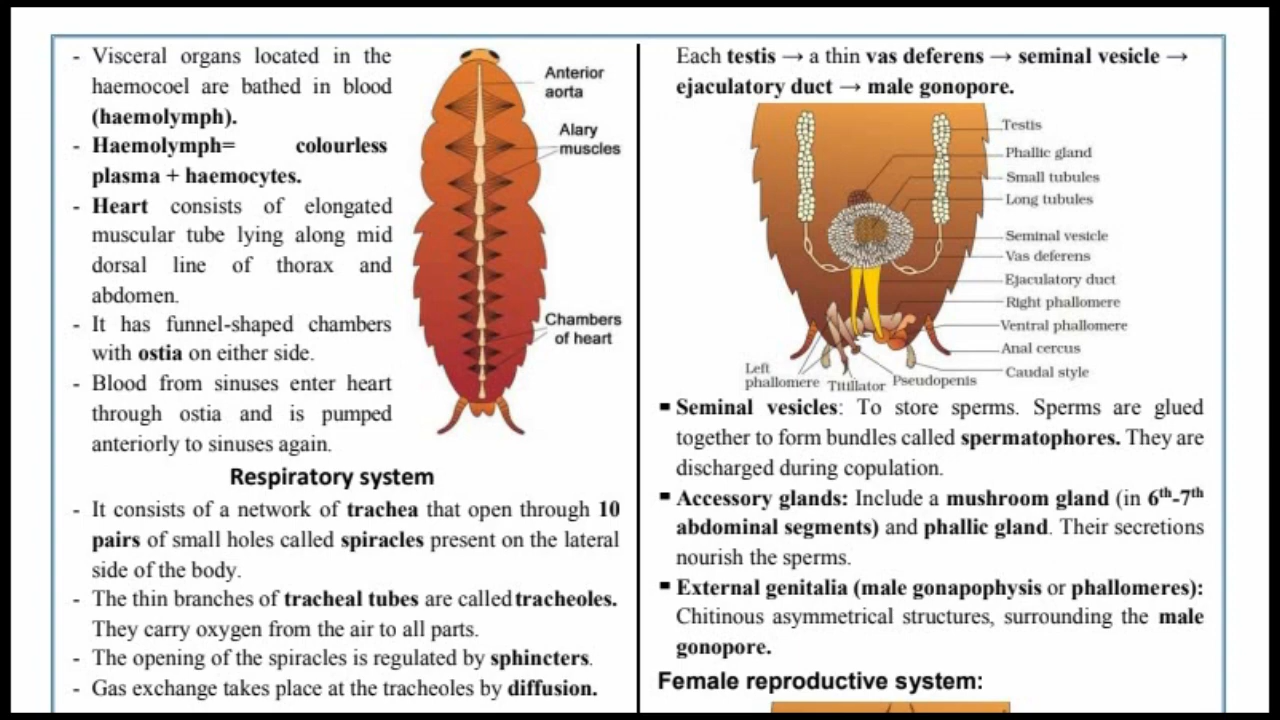 - Visceral organs located in the
haemocoel are bathed in blood
(haemolymph).
- Haemolymph= colourless
plasma + haemocytes.
- Heart consists of elongated
muscular tube lying along mid
dorsal line of thorax and
abdomen.
- It has funnel-shaped chambers
with ostia on either side.
- Blood from sinuses enter heart
through ostia and is pumped
anteriorly to sinuses again.
Anterior
aorta
Alary
muscles
Chambers
of heart
Respiratory system
- It consists of a network of trachea that open through 10
pairs of small holes called spiracles present on the lateral
side of the body.
- The thin branches of tracheal tubes are called tracheoles.
They carry oxygen from the air to all parts.
- The opening of the spiracles is regulated by sphincters.
- Gas exchange takes place at the tracheoles by diffusion.
Each testis → a thin vas deferens → seminal vesicle →
ejaculatory duct → male gonopore.
Testis
Phallic gland
Small tubules
Long tubules
Seminal vesicle
Vas deferens
Ejaculatory duct
Right phallomere
Ventral phallomere
Anal cercus
Caudal style
Left
phallomere
Titillator
Pseudopenis
▪ Seminal vesicles: To store sperms. Sperms are glued
together to form bundles called spermatophores. They are
discharged during copulation.
▪ Accessory glands: Include a mushroom gland (in 6th-7th
abdominal segments) and phallic gland. Their secretions
nourish the sperms.
▪ External genitalia (male gonapophysis or phallomeres):
Chitinous asymmetrical structures, surrounding the male
gonopore.
Female reproductive system: